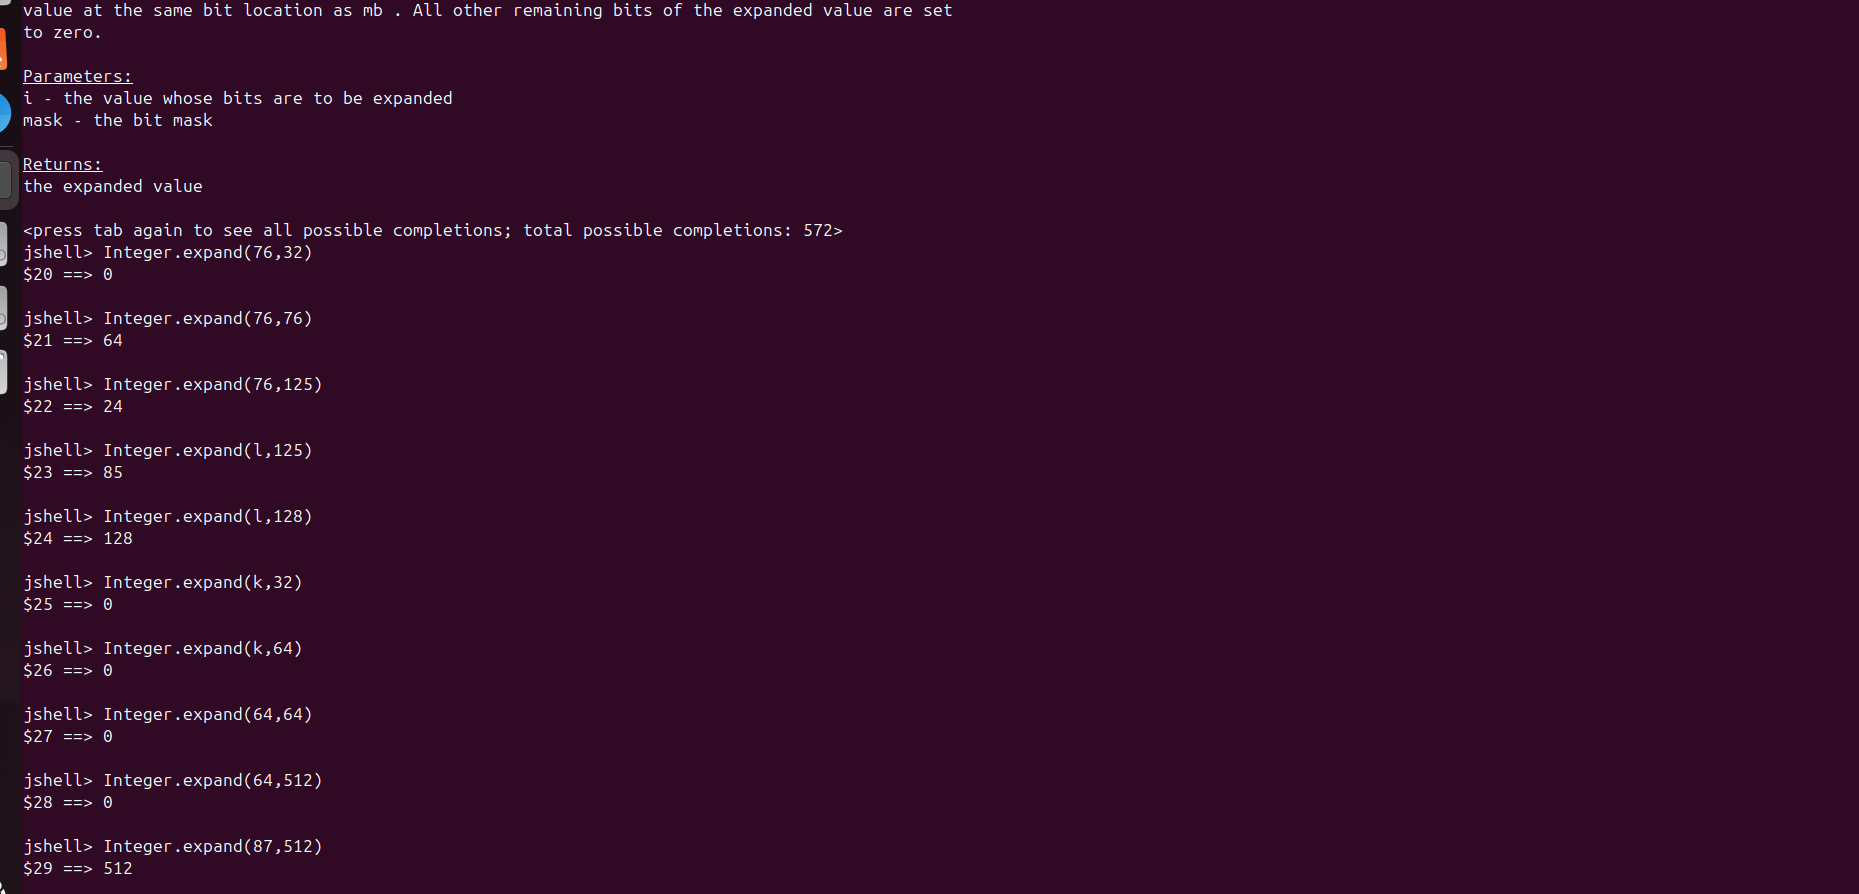 value at the same bit location as mb . All other remaining bits of the expanded value are set
to zero.
Parameters:
i - the value whose bits are to be expanded
mask - the bit mask
Returns:
the expanded value
<press tab again to see all possible completions; total possible completions: 572>
jshell> Integer.expand(76,32)
$20 ==> 0
jshell> Integer.expand(76,76)
$21 ==> 64
jshell> Integer.expand(76,125)
$22 ==> 24
jshell> Integer.expand(l,125)
$23 ==> 85
jshell> Integer.expand(l,128)
$24 ==> 128
jshell> Integer.expand(k,32)
$25 ==> 0
jshell> Integer.expand(k,64)
$26 ==> 0
jshell> Integer.expand(64,64)
$27 ==> 0
jshell> Integer.expand(64,512)
$28 ==> 0
jshell> Integer.expand(87,512)
$29 ==> 512